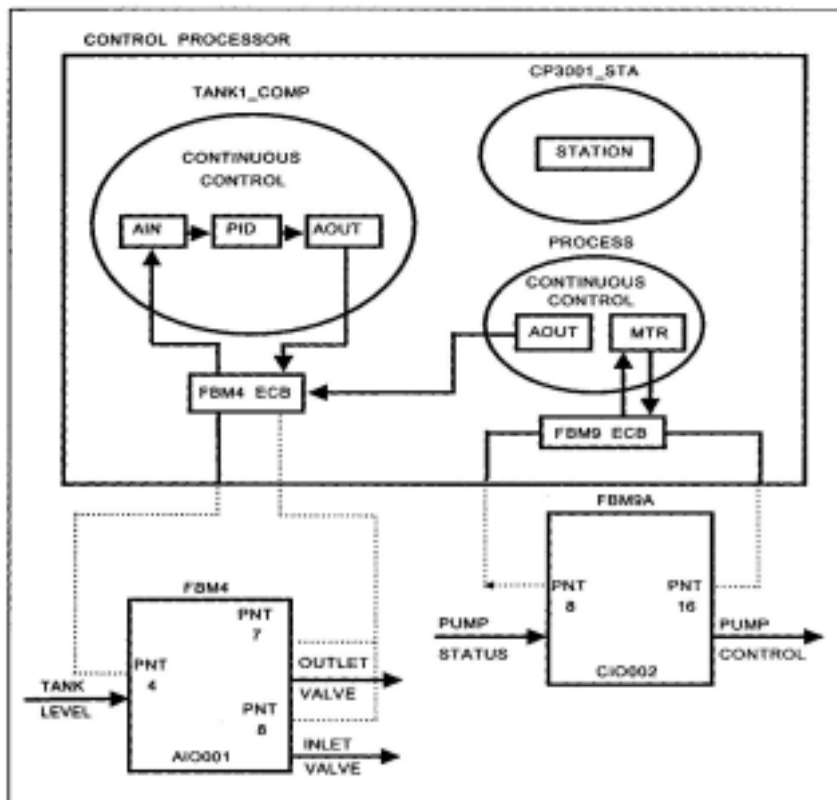 CONTROL PROCESSOR
TANK1_COMP
CONTINUOUS
CONTROL
AIN
PID
AOUT
CP3001_STA
STATION
PROCESS
CONTINUOUS
CONTROL
AOUT
MTR
FBM4 ECB
FBM9 ECB
FBM4
PNT
7
PNT
4
PNT
8
AIO001
TANK
LEVEL
OUTLET
VALVE
INLET
VALVE
FBM9A
PNT
8
PNT
16
CIO002
PUMP
STATUS
PUMP
CONTROL